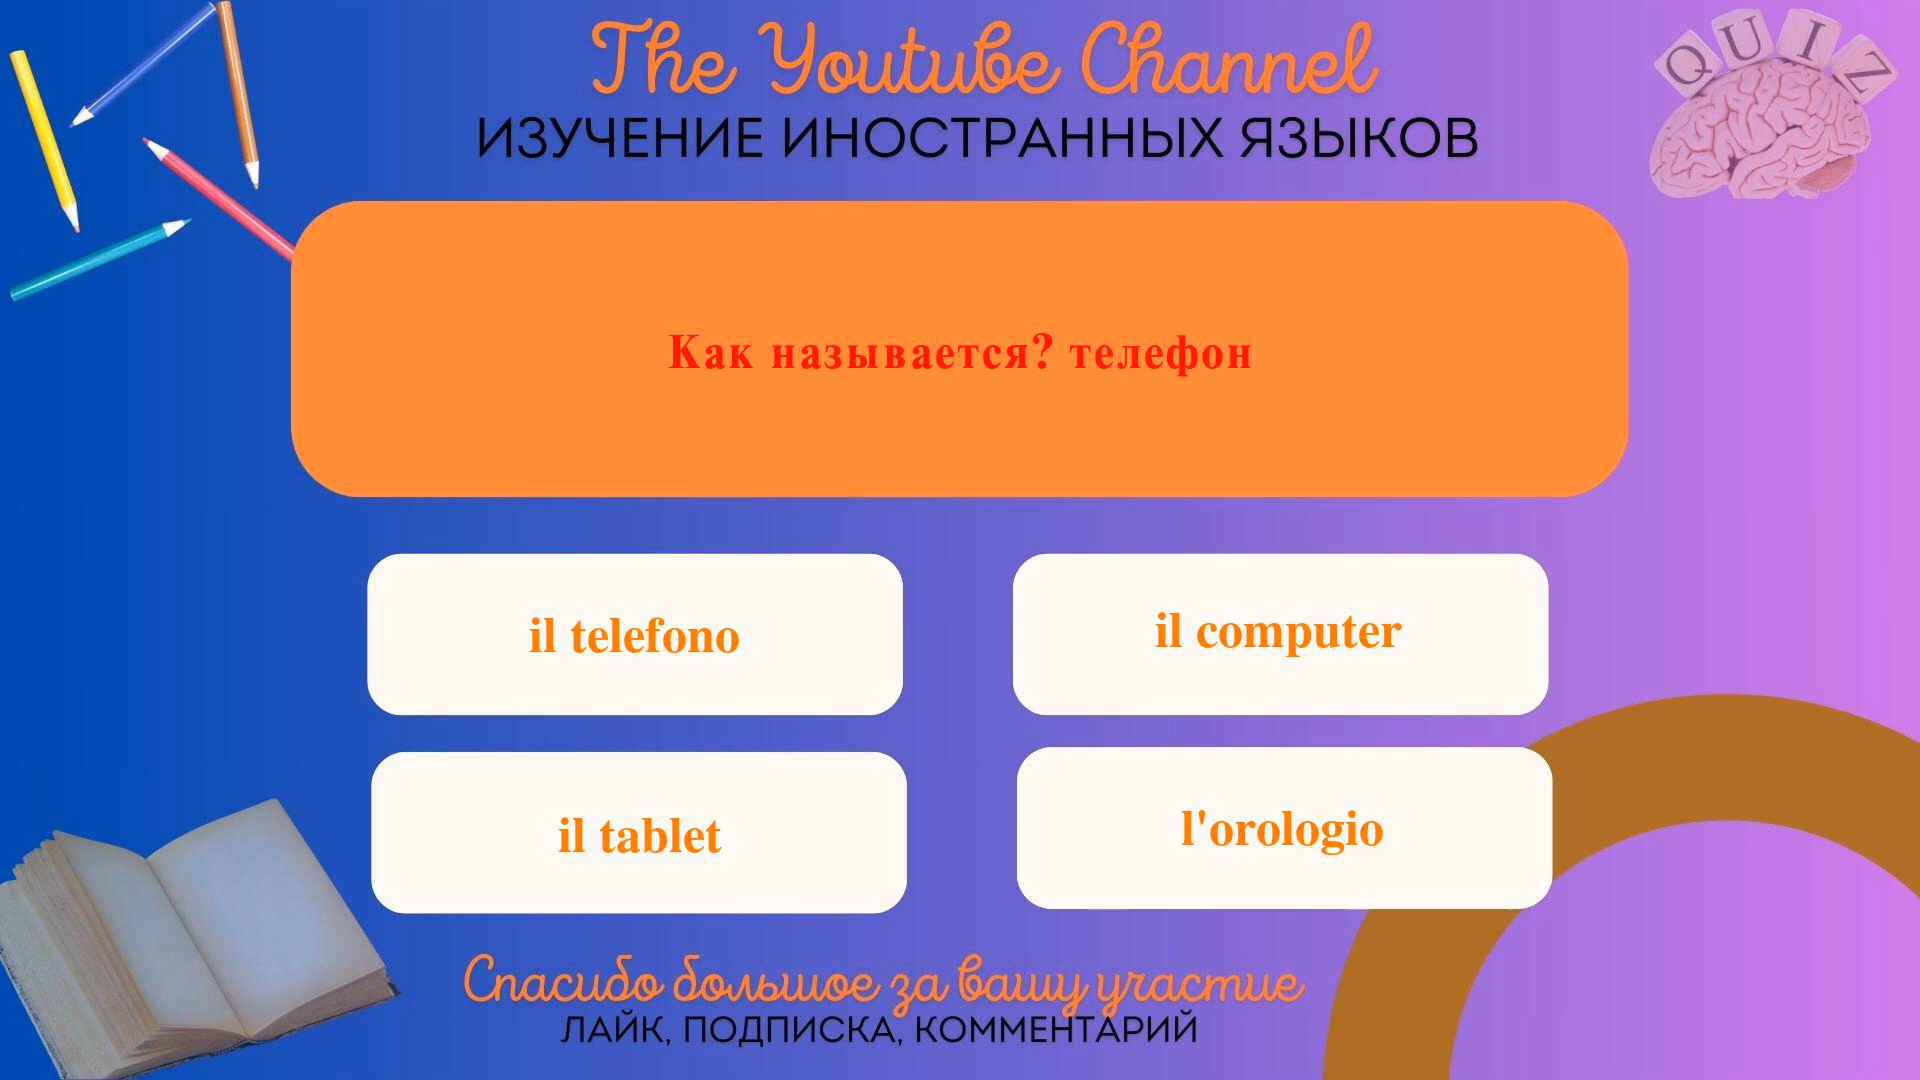 The Youtube Channel
QUIZ
ИЗУЧЕНИЕ ИНОСТРАННЫХ ЯЗЫКОВ
Как называется? телефон
il telefono
il computer
il tablet
l'orologio
Спасибо большое за вашу участие
ЛАЙК, ПОДПИСКА, КОММЕНТАРИЙ